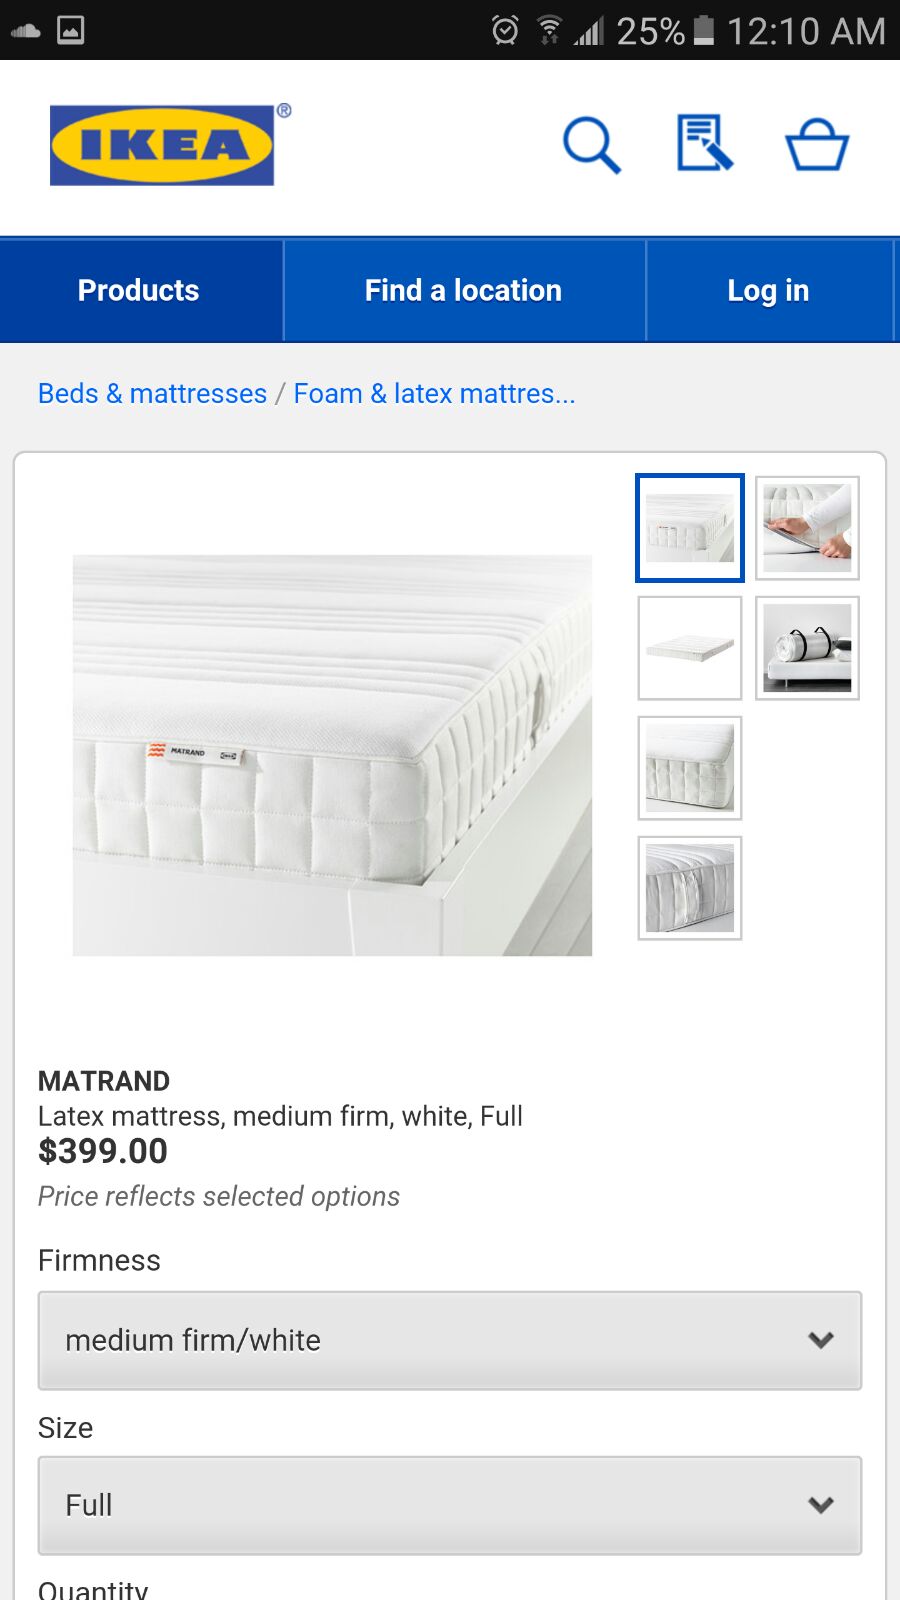 25% 12:10 AM
IKEA®
Products Find a location Log in
Beds & mattresses / Foam & latex mattres...
MATRAND IKEA
MATRAND
Latex mattress, medium firm, white, Full
$399.00
Price reflects selected options
Firmness
medium firm/white
Size
Full
Quantity